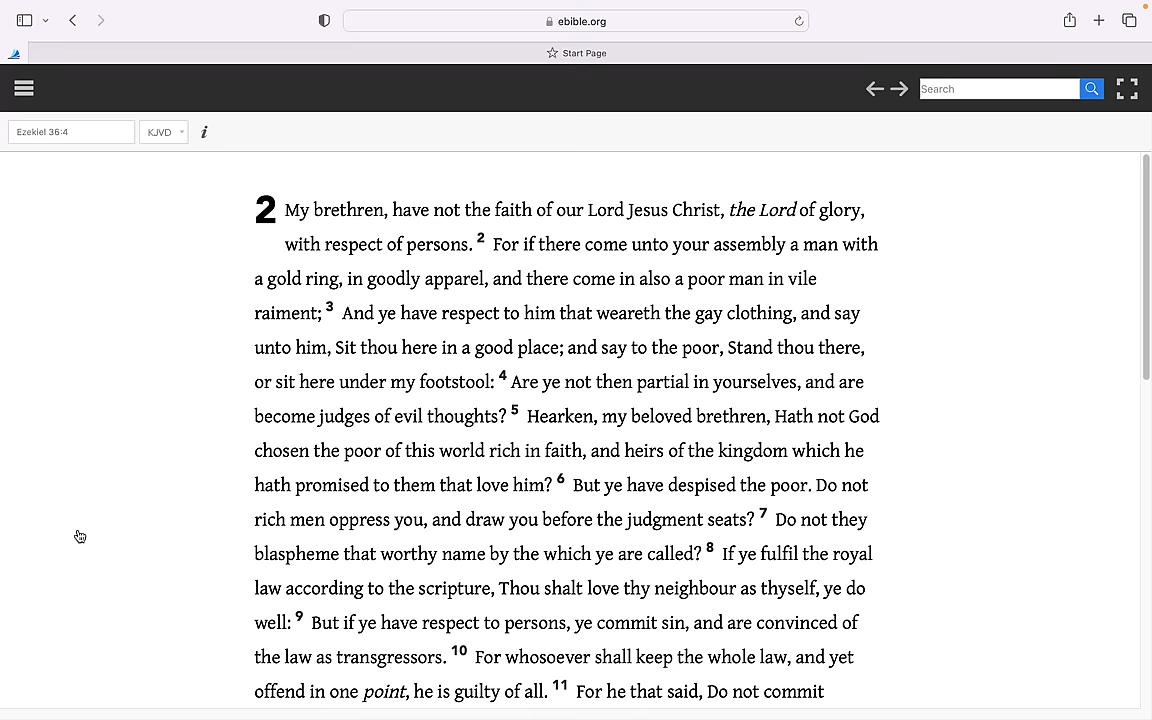 ebible.org
Start Page
Search
Ezekiel 36:4
KJVD
i
2 My brethren, have not the faith of our Lord Jesus Christ, the Lord of glory,
with respect of persons. 2 For if there come unto your assembly a man with
a gold ring, in goodly apparel, and there come in also a poor man in vile
raiment; 3 And ye have respect to him that weareth the gay clothing, and say
unto him, Sit thou here in a good place; and say to the poor, Stand thou there,
or sit here under my footstool: 4 Are ye not then partial in yourselves, and are
become judges of evil thoughts? 5 Hearken, my beloved brethren, Hath not God
chosen the poor of this world rich in faith, and heirs of the kingdom which he
hath promised to them that love him? 6 But ye have despised the poor. Do not
rich men oppress you, and draw you before the judgment seats? 7 Do not they
blaspheme that worthy name by the which ye are called? 8 If ye fulfil the royal
law according to the scripture, Thou shalt love thy neighbour as thyself, ye do
well: 9 But if ye have respect to persons, ye commit sin, and are convinced of
the law as transgressors. 10 For whosoever shall keep the whole law, and yet
offend in one point, he is guilty of all. 11 For he that said, Do not commit